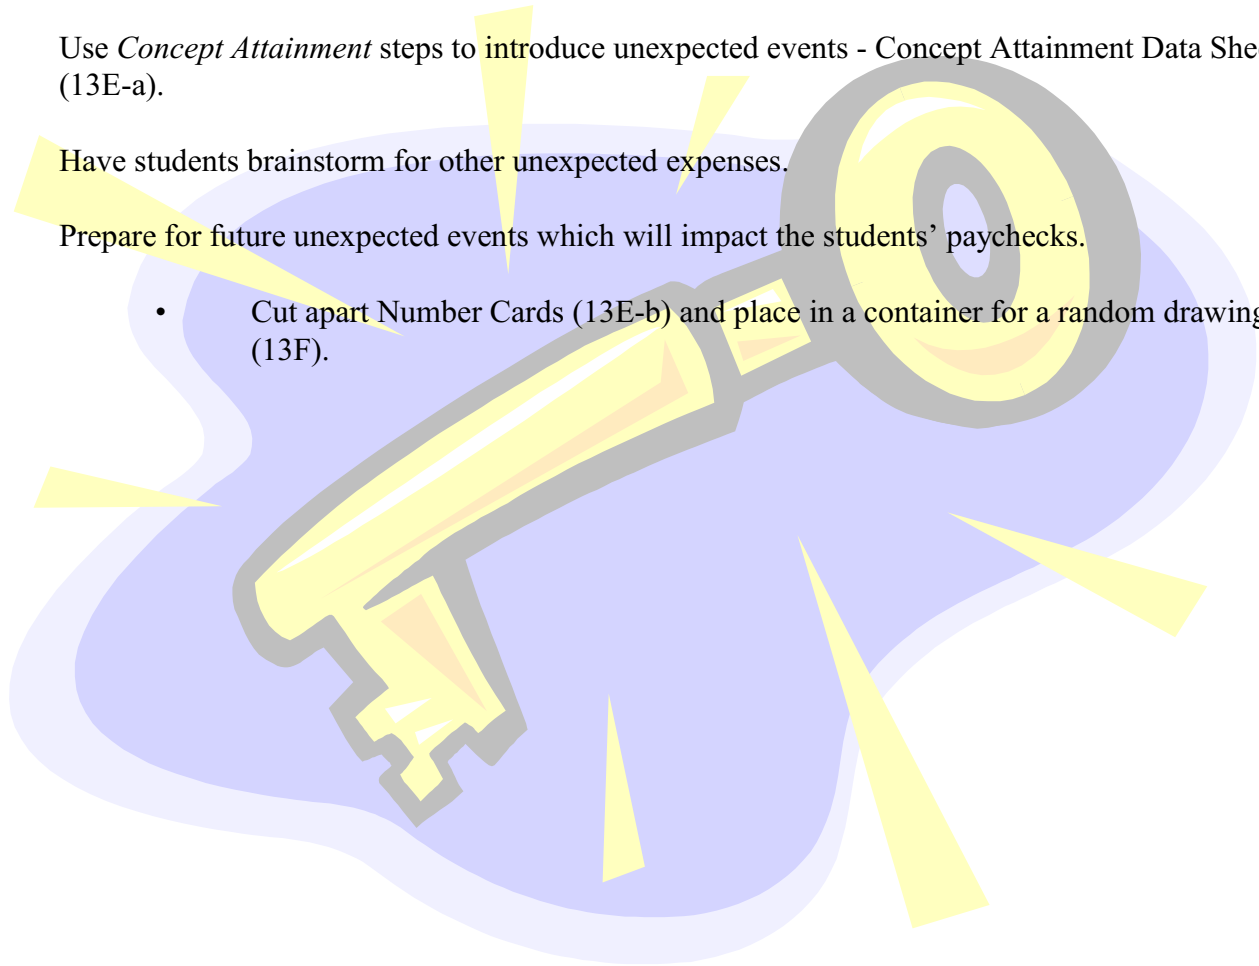 Use Concept Attainment steps to introduce unexpected events - Concept Attainment Data
(13E-a).
Have students brainstorm for other unexpected expenses.
Prepare for future unexpected events which will impact the students’ paychecks.
• Cut apart Number Cards (13E-b) and place in a container for a random drawing
(13F).